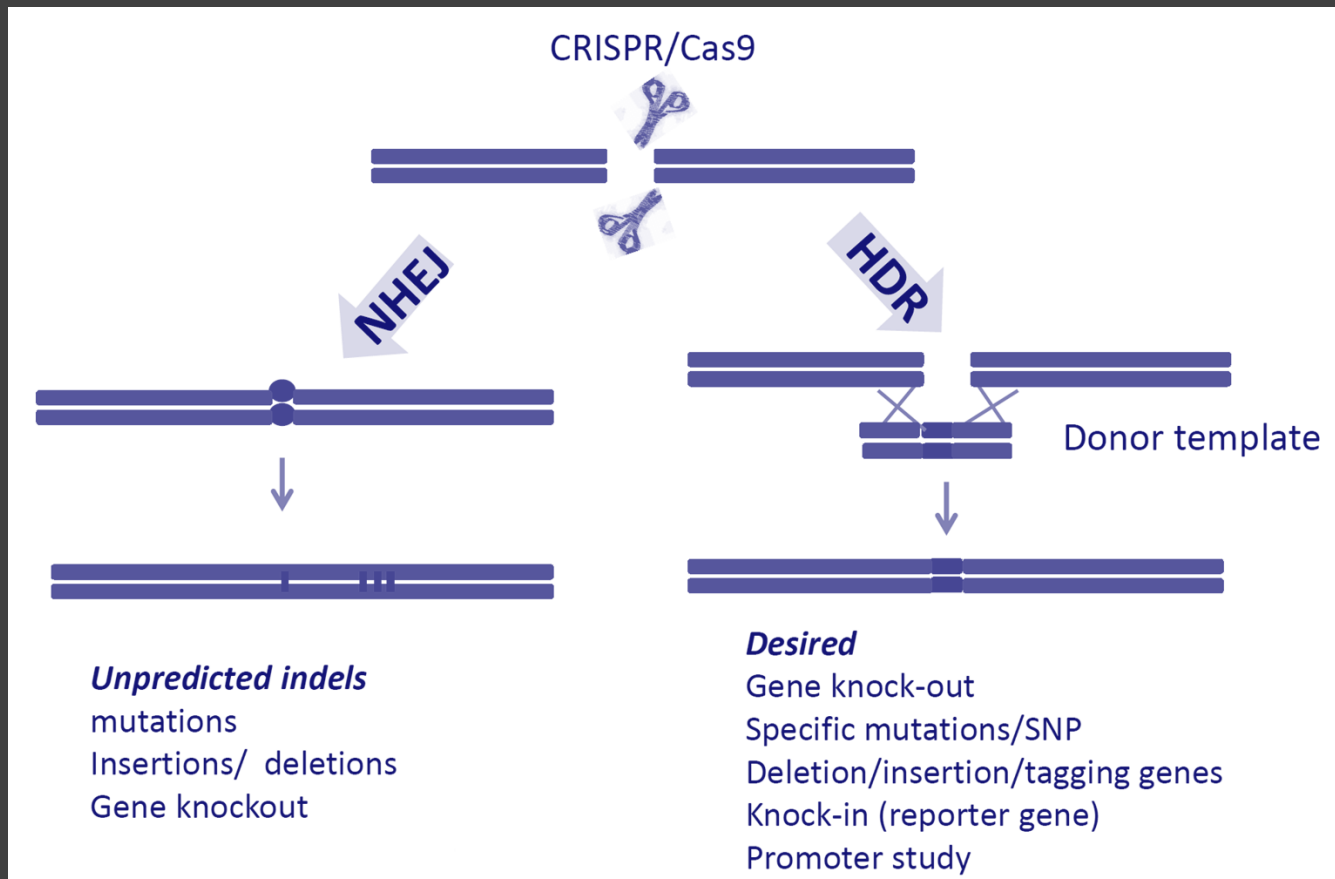 CRISPR/Cas9
NHEJ
HDR
Donor template
Unpredicted indels
mutations
Insertions/ deletions
Gene knockout
Desired
Gene knock-out
Specific mutations/SNP
Deletion/insertion/tagging genes
Knock-in (reporter gene)
Promoter study